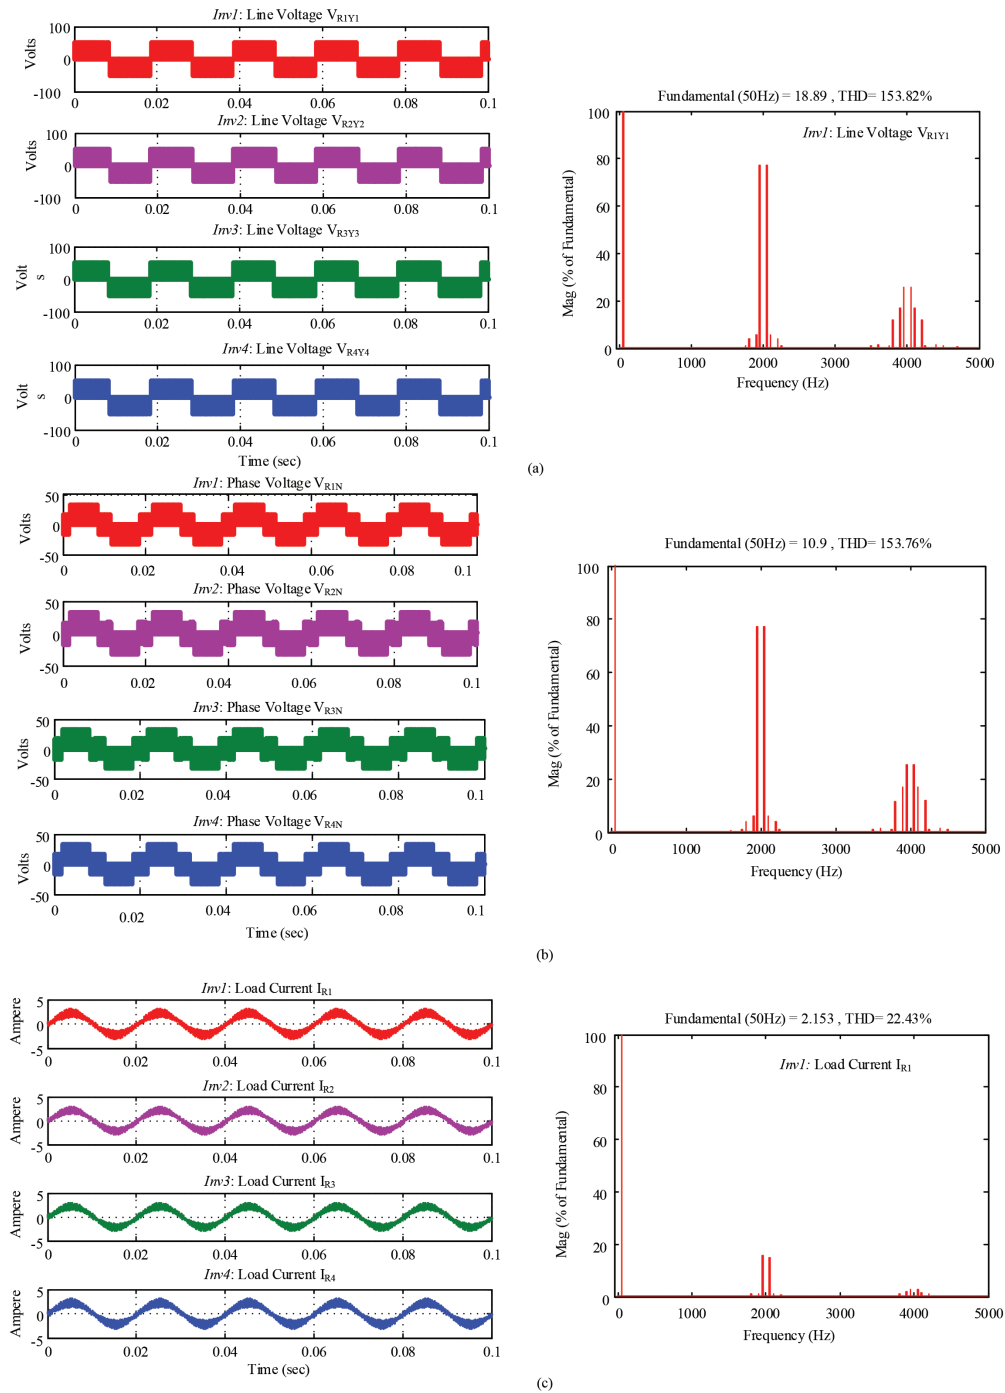 Inv1: Line Voltage VR1Y1
Volts
100
0
-100
0 0.02 0.04 0.06 0.08 0.1
Inv2: Line Voltage VR2Y2
Volts
100
0
-100
0 0.02 0.04 0.06 0.08 0.1
Inv3: Line Voltage VR3Y3
Volt
s
100
0
-100
0 0.02 0.04 0.06 0.08 0.1
Inv4: Line Voltage VR4Y4
Volt
s
100
0
-100
0 0.02 0.04 0.06 0.08 0.1
Time (sec)
Fundamental (50Hz) = 18.89 , THD= 153.82%
Inv1: Line Voltage VR1Y1
Mag (% of Fundamental)
100
80
60
40
20
0
0 1000 2000 3000 4000 5000
Frequency (Hz)
(a)
Inv1: Phase Voltage VR1N
Volts
50
0
-50
0 0.02 0.04 0.06 0.08 0.1
Inv2: Phase Voltage VR2N
Volts
50
0
-50
0 0.02 0.04 0.06 0.08 0.1
Inv3: Phase Voltage VR3N
Volts
50
0
-50
0 0.02 0.04 0.06 0.08 0.1
Inv4: Phase Voltage VR4N
Volts
50
0
-50
0 0.02 0.04 0.06 0.08 0.1
Time (sec)
Fundamental (50Hz) = 10.9 , THD= 153.76%
Mag (% of Fundamental)
100
80
60
40
20
0
0 1000 2000 3000 4000 5000
Frequency (Hz)
(b)
Inv1: Load Current IR1
Ampere
5
0
-5
0 0.02 0.04 0.06 0.08 0.1
Inv2: Load Current IR2
Ampere
5
0
-5
0 0.02 0.04 0.06 0.08 0.1
Inv3: Load Current IR3
Ampere
5
0
-5
0 0.02 0.04 0.06 0.08 0.1
Inv4: Load Current IR4
Ampere
5
0
-5
0 0.02 0.04 0.06 0.08 0.1
Time (sec)
Fundamental (50Hz) = 2.153 , THD= 22.43%
Inv1: Load Current IR1
Mag (% of Fundamental)
100
80
60
40
20
0
0 1000 2000 3000 4000 5000
Frequency (Hz)
(c)